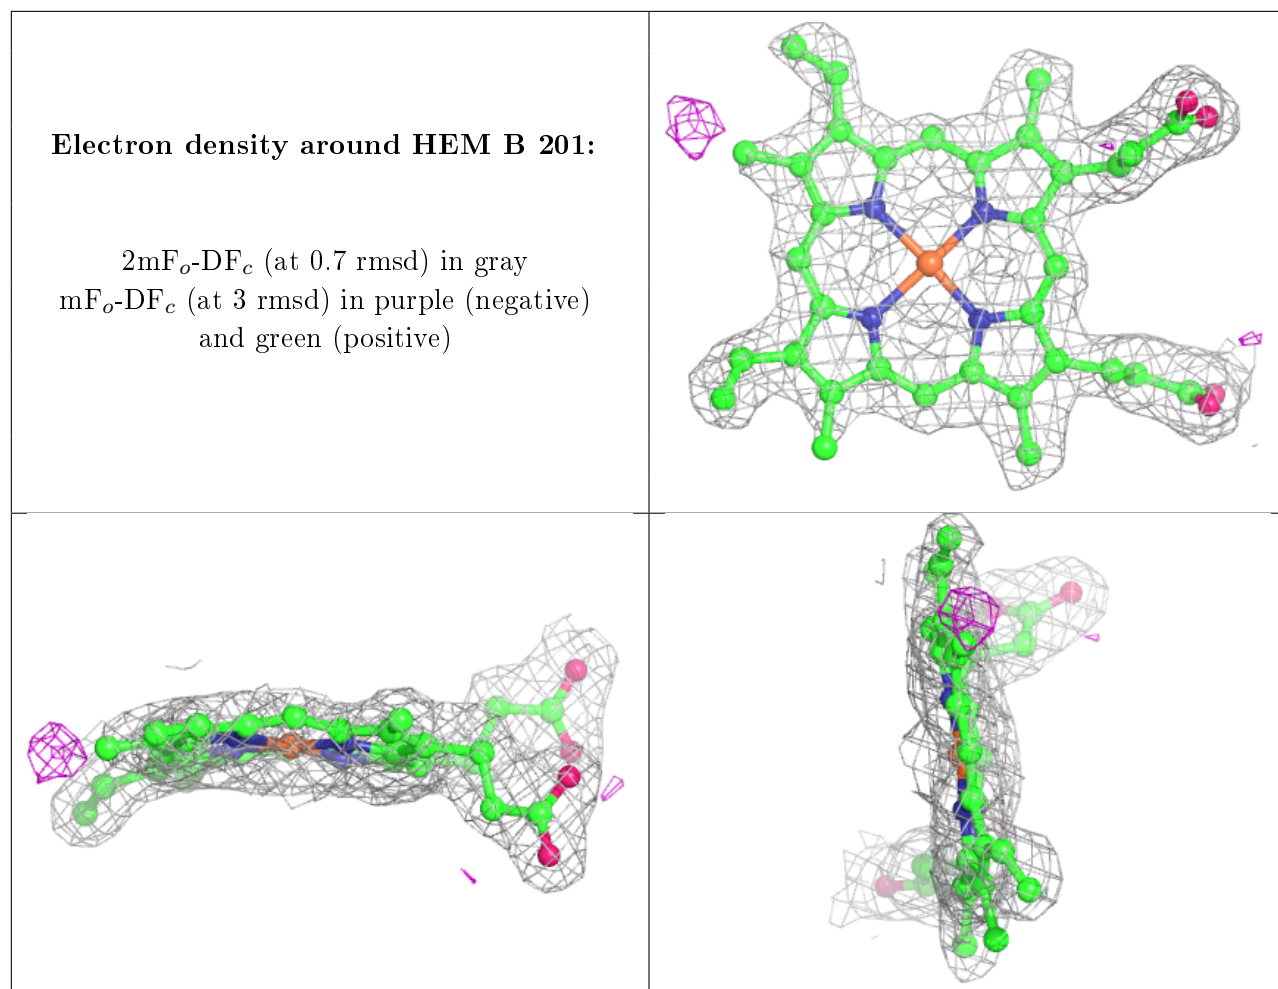 Electron density around HEM B 201:
2mFₒ-DF𝒸 (at 0.7 rmsd) in gray
mFₒ-DF𝒸 (at 3 rmsd) in purple (negative)
and green (positive)